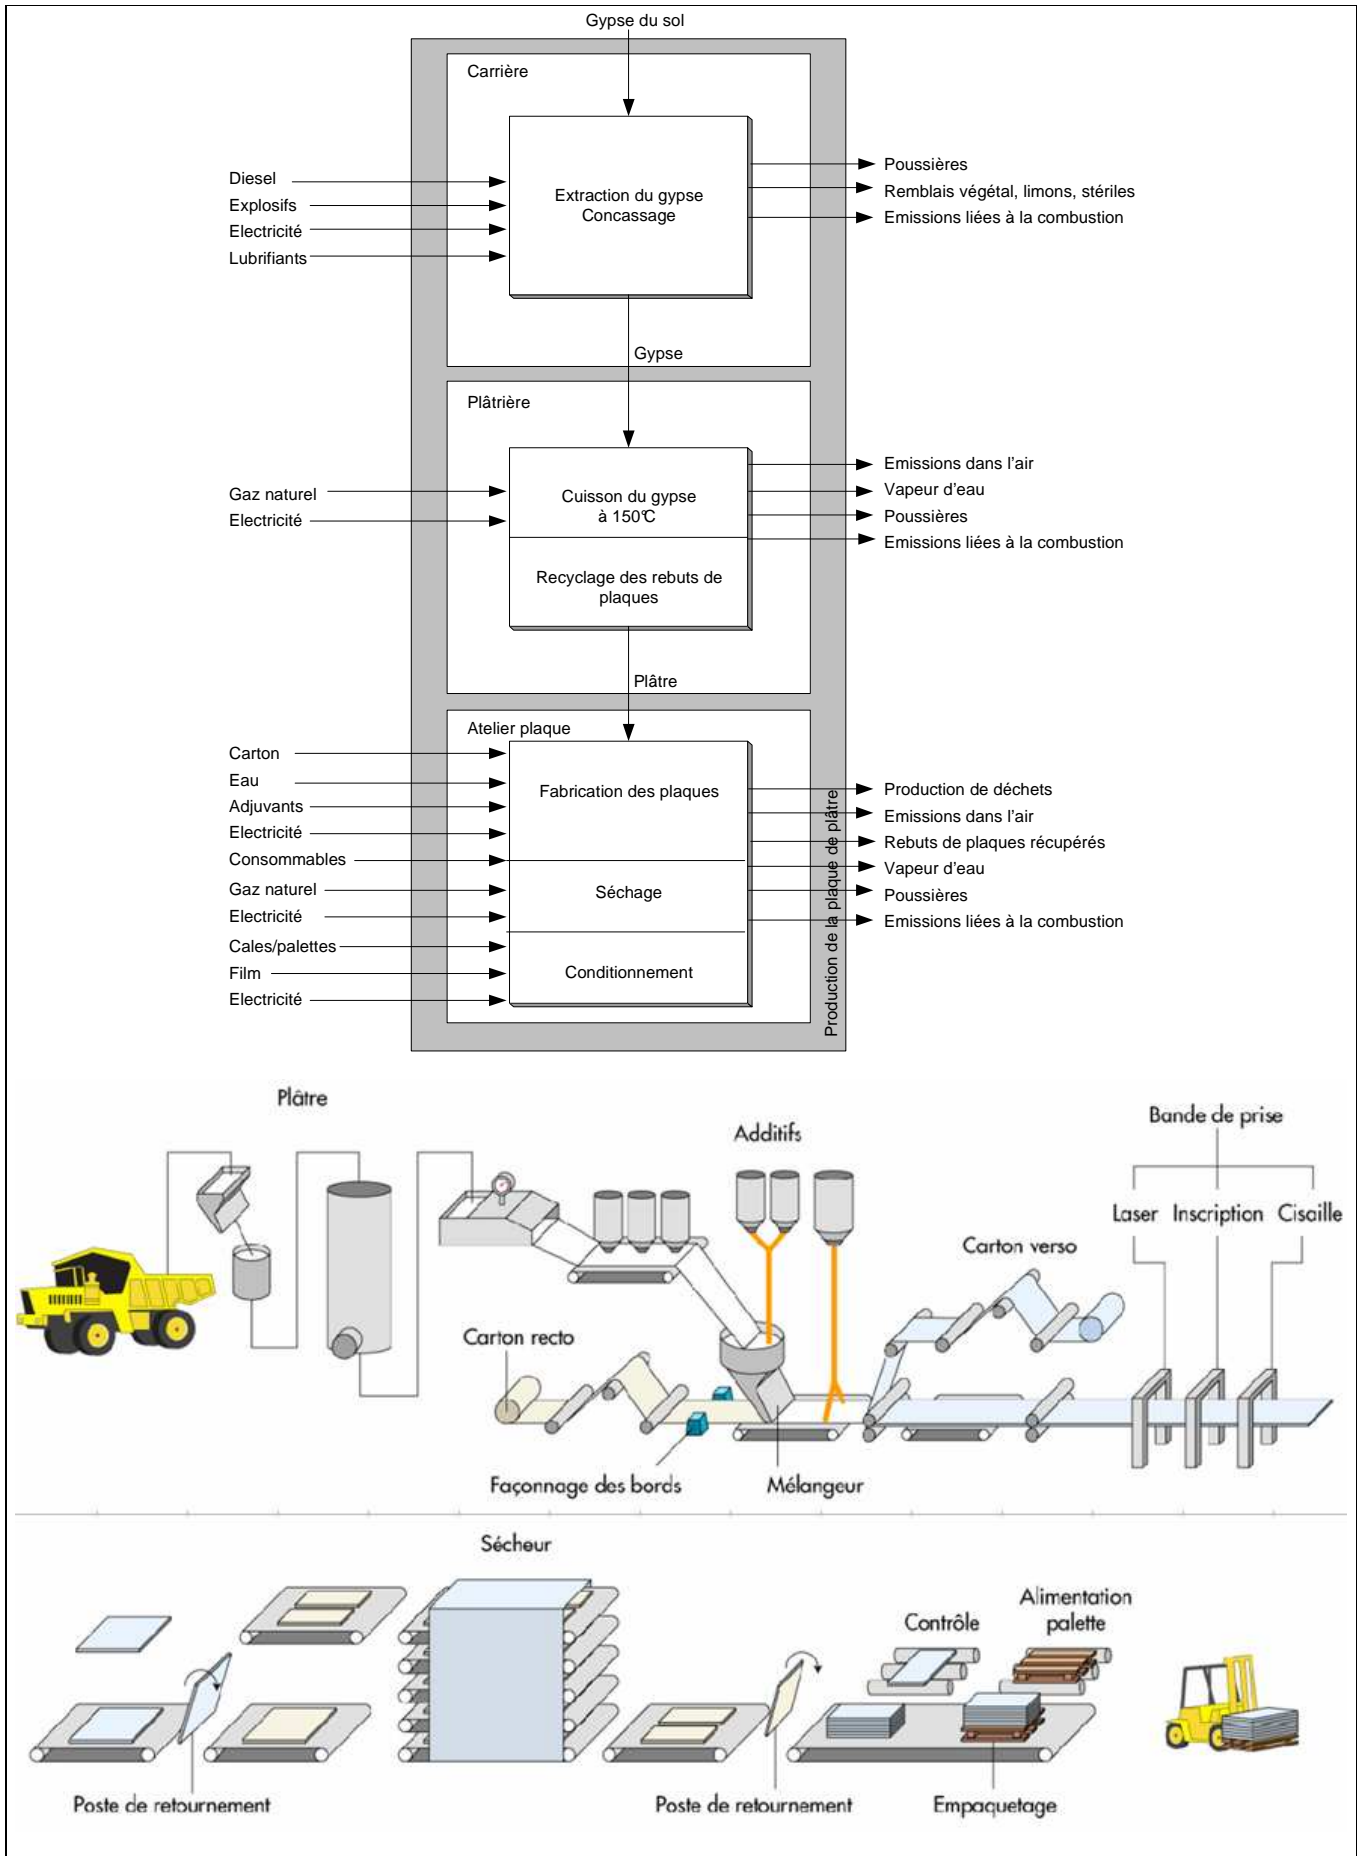 Gypse du sol
Carrière
Diesel
Explosifs
Electricité
Lubrifiants
Extraction du gypse
Concassage
Poussières
Remblais végétal, limons, stériles
Emissions liées à la combustion
Gypse
Plâtrière
Gaz naturel
Electricité
Cuisson du gypse
à 150°C
Recyclage des rebuts de
plaques
Emissions dans l'air
Vapeur d'eau
Poussières
Emissions liées à la combustion
Plâtre
Atelier plaque
Carton
Eau
Adjuvants
Electricité
Consommables
Gaz naturel
Electricité
Cales/palettes
Film
Electricité
Fabrication des plaques
Séchage
Conditionnement
Production de déchets
Emissions dans l'air
Rebuts de plaques récupérés
Vapeur d'eau
Poussières
Emissions liées à la combustion
Production de la plaque de plâtre
Plâtre
Additifs
Bande de prise
Laser Inscription Cisaille
Carton verso
Carton recto
Façonnage des bords
Mélangeur
Sécheur
Contrôle
Alimentation
palette
Poste de retournement
Poste de retournement
Empaquetage